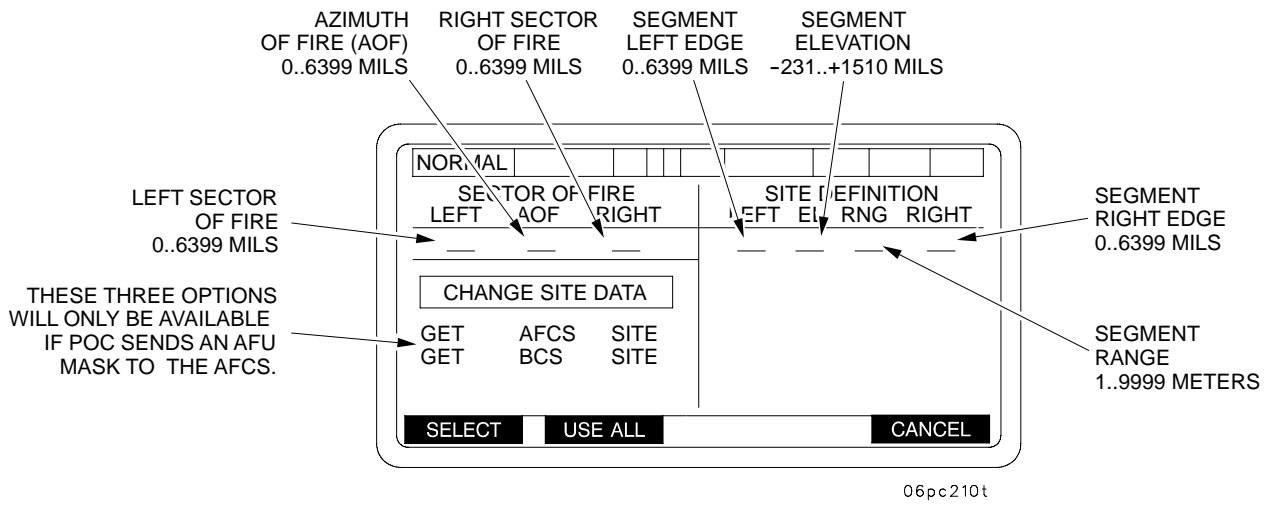 AZIMUTH
OF FIRE (AOF)
0..6399 MILS
RIGHT SECTOR
OF FIRE
0..6399 MILS
SEGMENT
LEFT EDGE
0..6399 MILS
SEGMENT
ELEVATION
-231..+1510 MILS
LEFT SECTOR
OF FIRE
0..6399 MILS
THESE THREE OPTIONS
WILL ONLY BE AVAILABLE
IF POC SENDS AN AFU
MASK TO THE AFCS.
NORMAL
SECTOR OF FIRE
LEFT AOF RIGHT
SITE DEFINITION
LEFT EL RNG RIGHT
CHANGE SITE DATA
GET AFCS SITE
GET BCS SITE
SELECT USE ALL CANCEL
SEGMENT
RIGHT EDGE
0..6399 MILS
SEGMENT
RANGE
1..9999 METERS
06pc210t